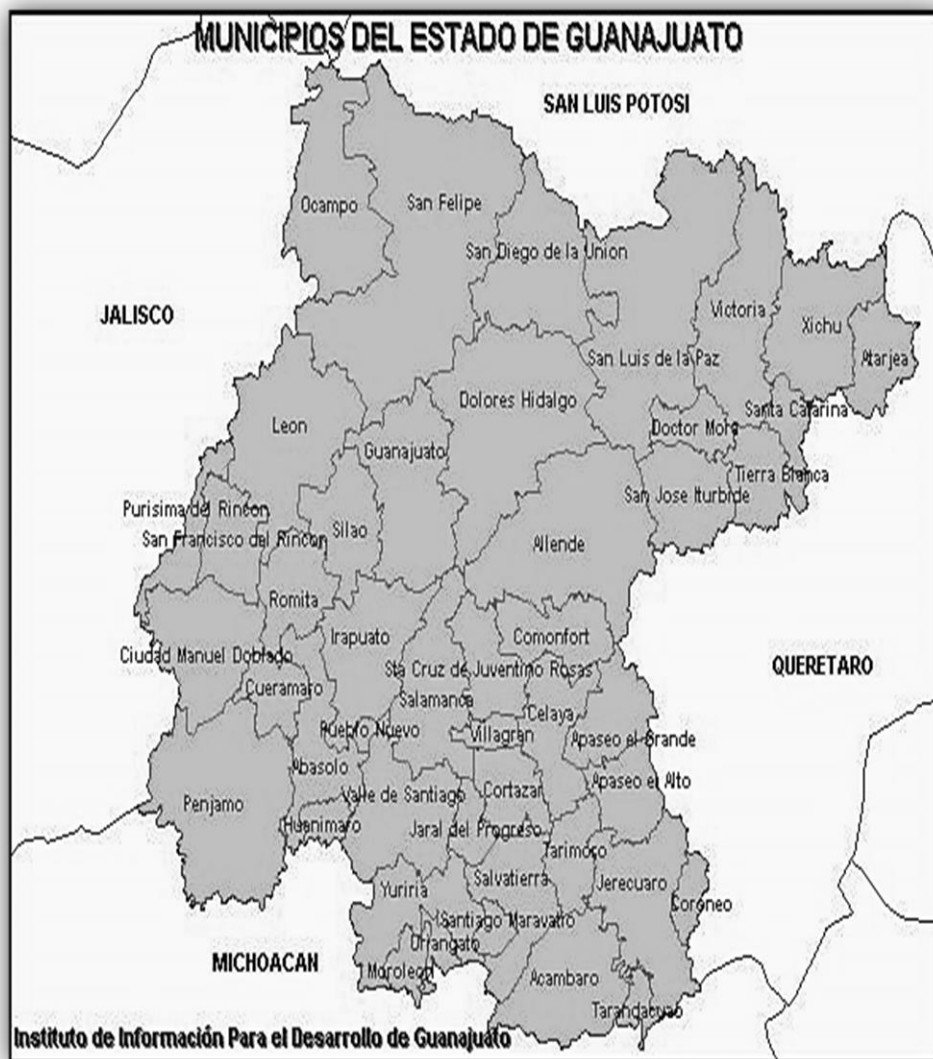 MUNICIPIOS DEL ESTADO DE GUANAJUATO
SAN LUIS POTOSI
Ocampo
San Felipe
San Diego de la Union
JALISCO
Victoria
Xichu
San Luis de la Paz
Atarjea
Dolores Hidalgo
Santa Catarina
Leon
Doctor Mora
Guanajuato
Tierra Blanca
San Jose Iturbide
Purisima del Rincon
Silao
San Francisco del Rincon
Allende
Romita
Irapuato
Comonfort
Ciudad Manuel Doblado
QUERETARO
Sta Cruz de Juventino Rosas
Cueramaro
Salamanca
Celaya
Pueblo Nuevo
Villagran
Apaseo el Grande
Abasolo
Apaseo el Alto
Penjamo
Valle de Santiago
Cortazar
Huanimaro
Jaral del Progreso
Tarimoro
Salvatierra
Jerecuaro
Yuriria
Coroneo
Santiago Maravatio
Uriangato
MICHOACAN
Moroleon
Acambaro
Tarandacuao
Instituto de Información Para el Desarrollo de Guanajuato